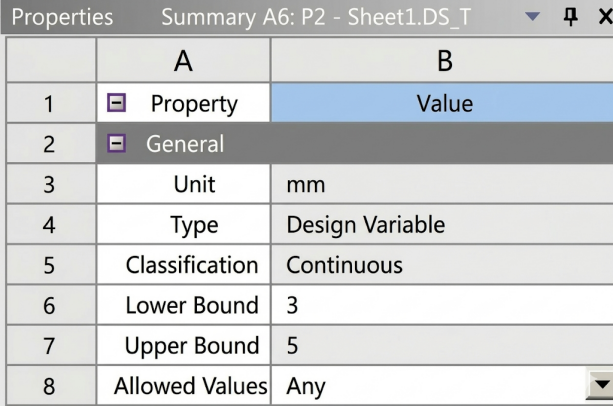 Properties Summary A6: P2 - Sheet1.DS_T
A B
1 Property Value
2 General
3 Unit mm
4 Type Design Variable
5 Classification Continuous
6 Lower Bound 3
7 Upper Bound 5
8 Allowed Values Any